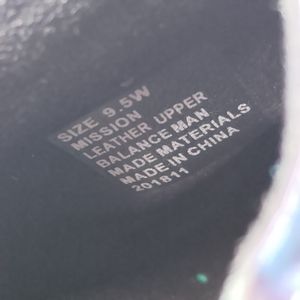 SIZE 9.5W
MISSION
LEATHER UPPER
BALANCE MAN
MADE MATERIALS
MADE IN CHINA
201811